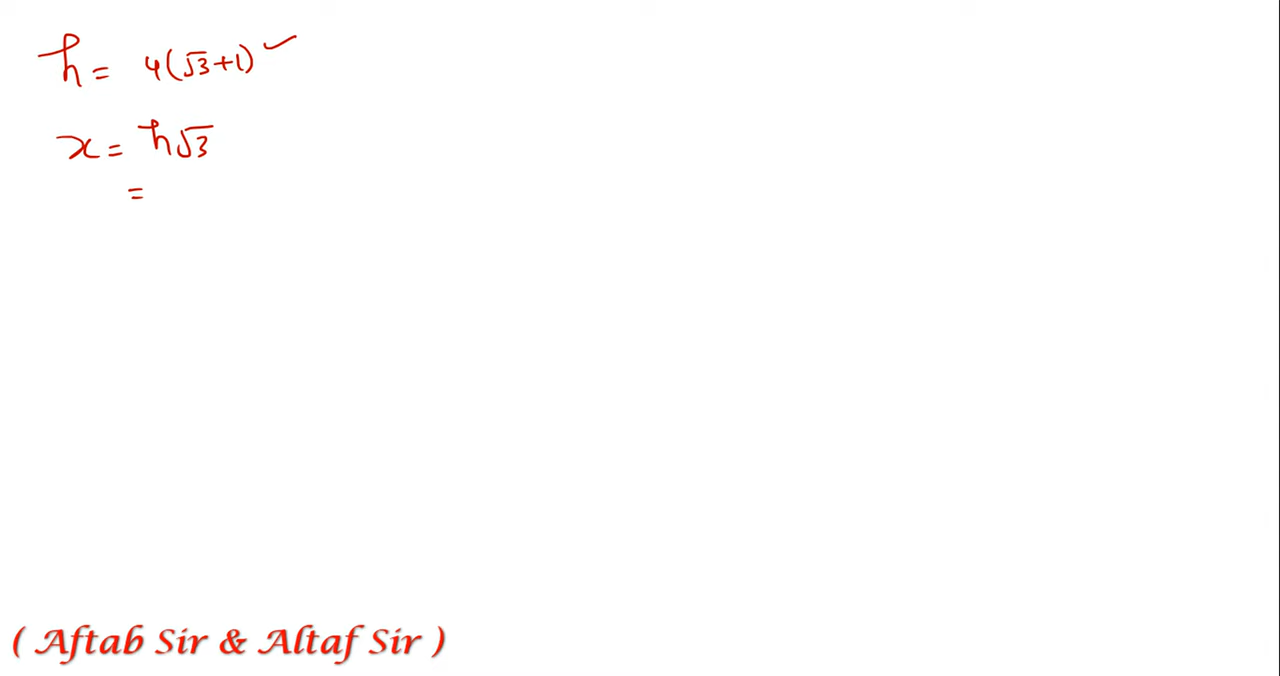 h = 4(√3+1) ✓
x = h√3
=
( Aftab Sir & Altaf Sir )